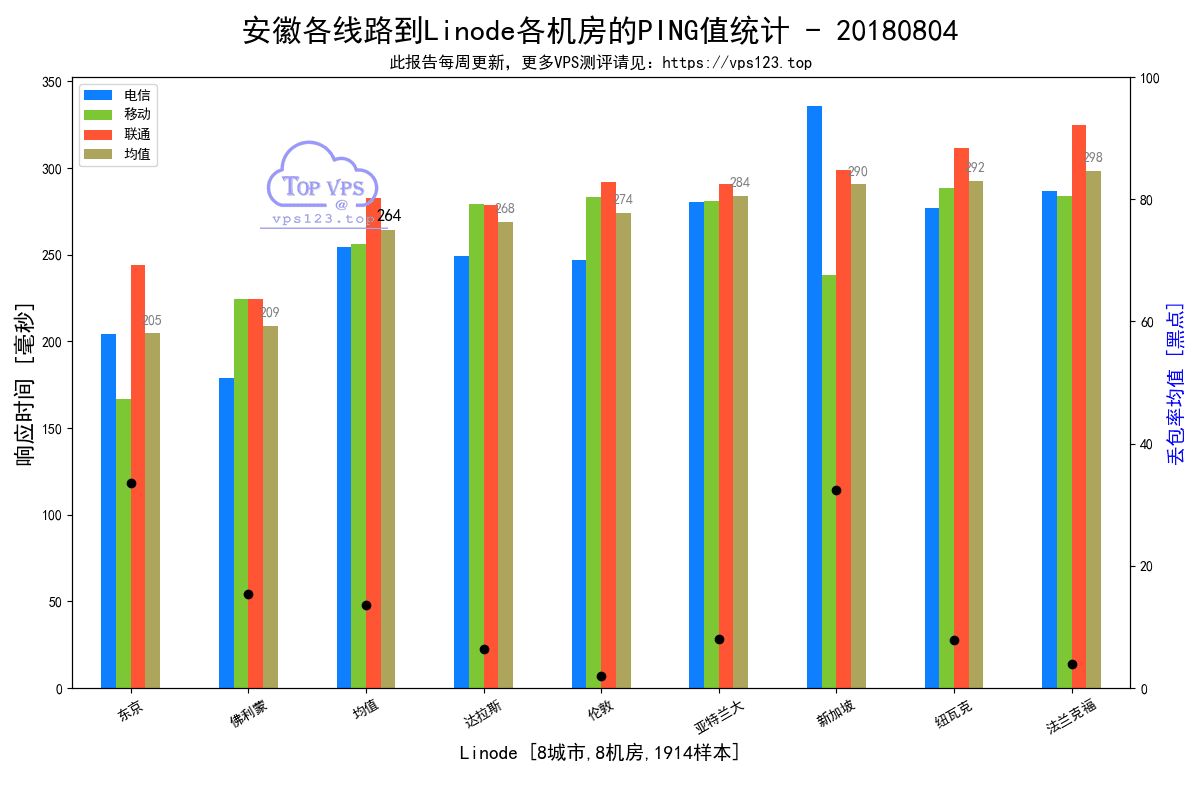 安徽各线路到Linode各机房的PING值统计 - 20180804
此报告每周更新，更多VPS测评请见：https://vps123.top
电信
移动
联通
均值
TOP VPS
@
vps123.top
350
300
250
200
150
100
50
0
响应时间 [毫秒]
205
209
264
268
274
284
290
292
298
100
80
60
40
20
0
丢包率均值 [黑点]
东京
佛利蒙
均值
达拉斯
伦敦
亚特兰大
新加坡
纽瓦克
法兰克福
Linode [8城市,8机房,1914样本]